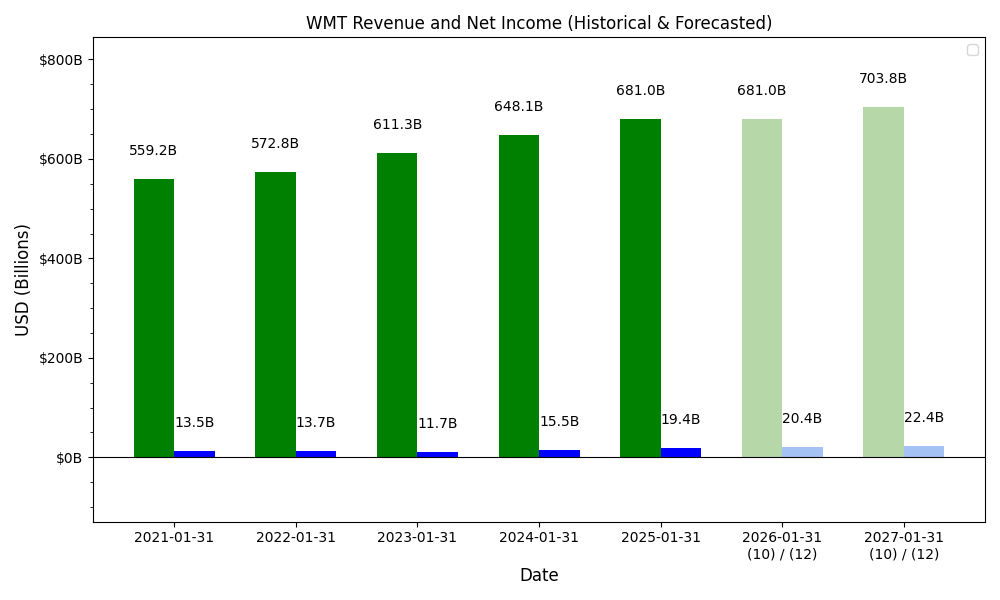 WMT Revenue and Net Income (Historical & Forecasted)
$800B
$600B
$400B
$200B
$0B
USD (Billions)
559.2B
572.8B
611.3B
648.1B
681.0B
681.0B
703.8B
13.5B
13.7B
11.7B
15.5B
19.4B
20.4B
22.4B
2021-01-31
2022-01-31
2023-01-31
2024-01-31
2025-01-31
2026-01-31
(10) / (12)
2027-01-31
(10) / (12)
Date